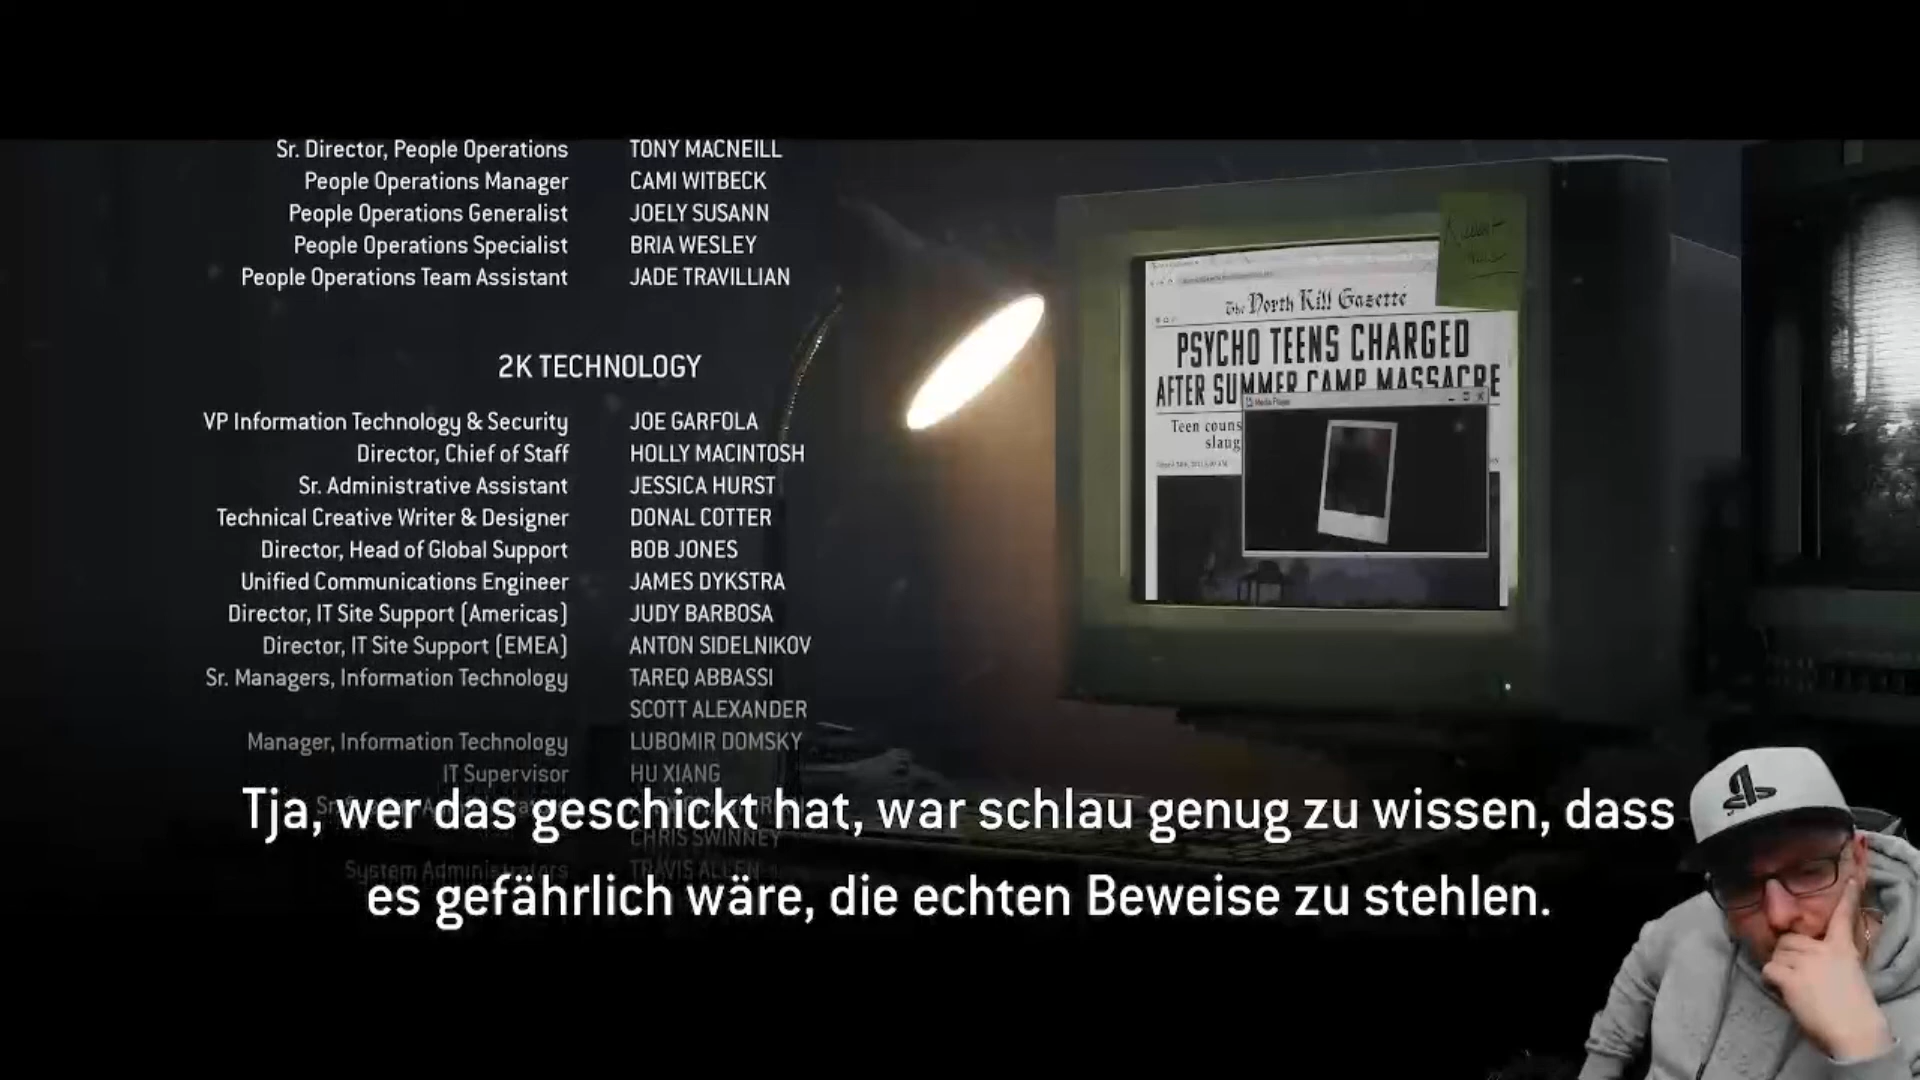 Sr. Director, People Operations TONY MACNEILL
People Operations Manager CAMI WITBECK
People Operations Generalist JOELY SUSANN
People Operations Specialist BRIA WESLEY
People Operations Team Assistant JADE TRAVILLIAN
2K TECHNOLOGY
VP Information Technology & Security JOE GARFOLA
Director, Chief of Staff HOLLY MACINTOSH
Sr. Administrative Assistant JESSICA HURST
Technical Creative Writer & Designer DONAL COTTER
Director, Head of Global Support BOB JONES
Unified Communications Engineer JAMES DYKSTRA
Director, IT Site Support (Americas) JUDY BARBOSA
Director, IT Site Support (EMEA) ANTON SIDELNIKOV
Sr. Managers, Information Technology TAREQ ABBASSI
SCOTT ALEXANDER
Manager, Information Technology LUBOMIR DOMSKY
IT Supervisor HU XIANG
CHRIS SWINNEY
System Administrators TRAVIS ALLEN
The North Kill Gazette
PSYCHO TEENS CHARGED
AFTER SUMMER CAMP MASSACRE
Media Player
Teen couns
slaug
Tja, wer das geschickt hat, war schlau genug zu wissen, dass
es gefährlich wäre, die echten Beweise zu stehlen.